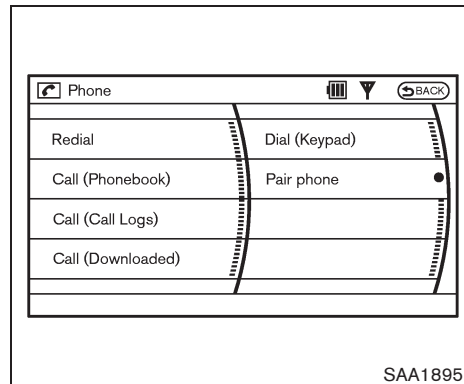 Phone
BACK
Redial
Dial (Keypad)
Call (Phonebook)
Pair phone
Call (Call Logs)
Call (Downloaded)
SAA1895